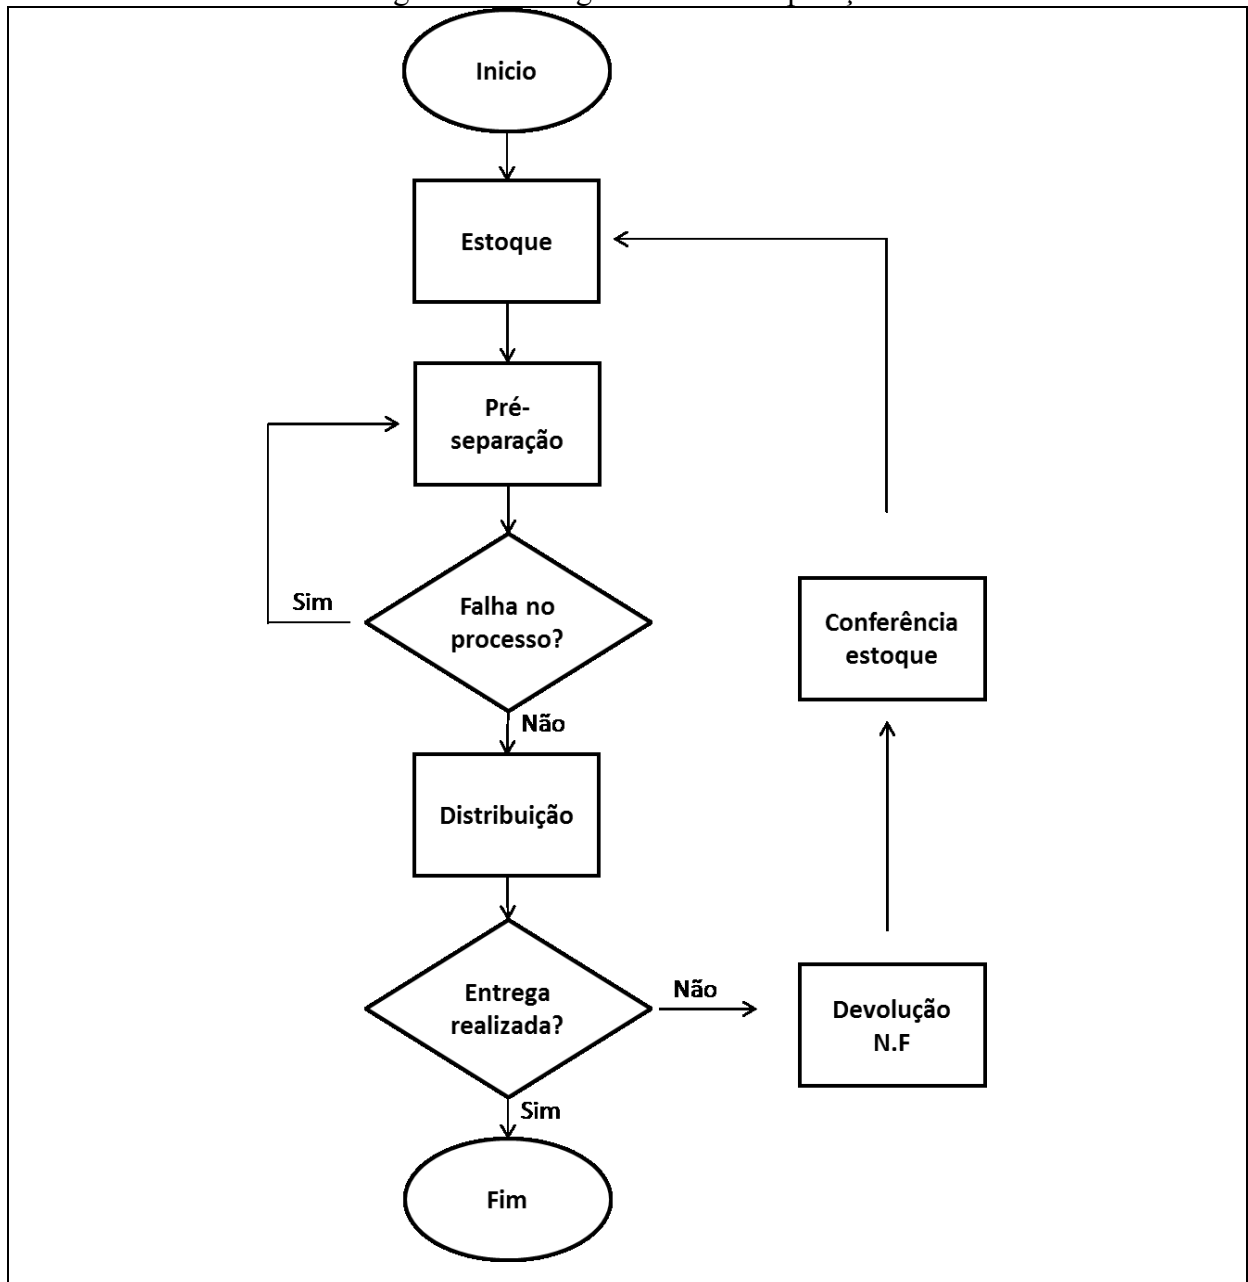 Inicio
Estoque
Pré-
separação
Sim
Falha no
processo?
Não
Conferência
estoque
Distribuição
Entrega
realizada?
Não
Devolução
N.F
Sim
Fim